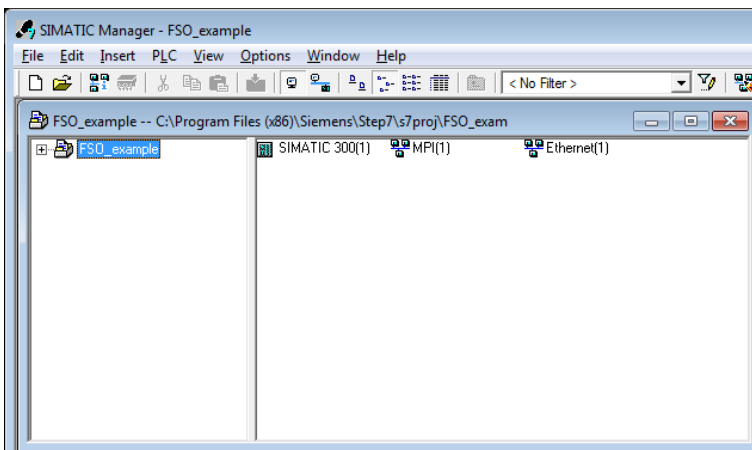 SIMATIC Manager - FSO_example
File Edit Insert PLC View Options Window Help
< No Filter >
FSO_example -- C:\Program Files (x86)\Siemens\Step7\s7proj\FSO_exam
FSO_example
SIMATIC 300(1) MPI(1) Ethernet(1)